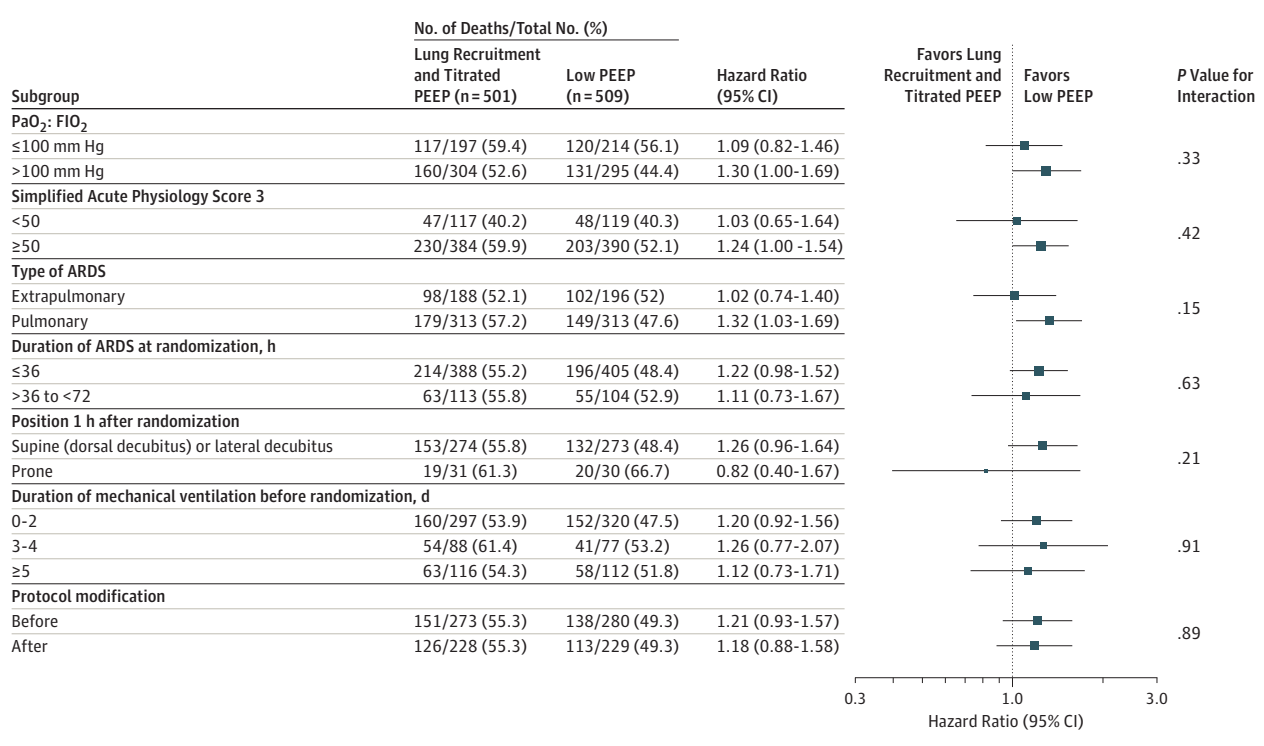 No. of Deaths/Total No. (%)
Subgroup
Lung Recruitment
and Titrated
PEEP (n=501)
Low PEEP
(n=509)
Hazard Ratio
(95% CI)
Favors Lung
Recruitment and
Titrated PEEP
Favors
Low PEEP
P Value for
Interaction
PaO2: FIO2
≤100 mm Hg 117/197 (59.4) 120/214 (56.1) 1.09 (0.82-1.46)
>100 mm Hg 160/304 (52.6) 131/295 (44.4) 1.30 (1.00-1.69)
.33
Simplified Acute Physiology Score 3
<50 47/117 (40.2) 48/119 (40.3) 1.03 (0.65-1.64)
≥50 230/384 (59.9) 203/390 (52.1) 1.24 (1.00 -1.54)
.42
Type of ARDS
Extrapulmonary 98/188 (52.1) 102/196 (52) 1.02 (0.74-1.40)
Pulmonary 179/313 (57.2) 149/313 (47.6) 1.32 (1.03-1.69)
.15
Duration of ARDS at randomization, h
≤36 214/388 (55.2) 196/405 (48.4) 1.22 (0.98-1.52)
>36 to <72 63/113 (55.8) 55/104 (52.9) 1.11 (0.73-1.67)
.63
Position 1 h after randomization
Supine (dorsal decubitus) or lateral decubitus 153/274 (55.8) 132/273 (48.4) 1.26 (0.96-1.64)
Prone 19/31 (61.3) 20/30 (66.7) 0.82 (0.40-1.67)
.21
Duration of mechanical ventilation before randomization, d
0-2 160/297 (53.9) 152/320 (47.5) 1.20 (0.92-1.56)
3-4 54/88 (61.4) 41/77 (53.2) 1.26 (0.77-2.07)
.91
≥5 63/116 (54.3) 58/112 (51.8) 1.12 (0.73-1.71)
Protocol modification
Before 151/273 (55.3) 138/280 (49.3) 1.21 (0.93-1.57)
After 126/228 (55.3) 113/229 (49.3) 1.18 (0.88-1.58)
.89
0.3 1.0 3.0
Hazard Ratio (95% CI)